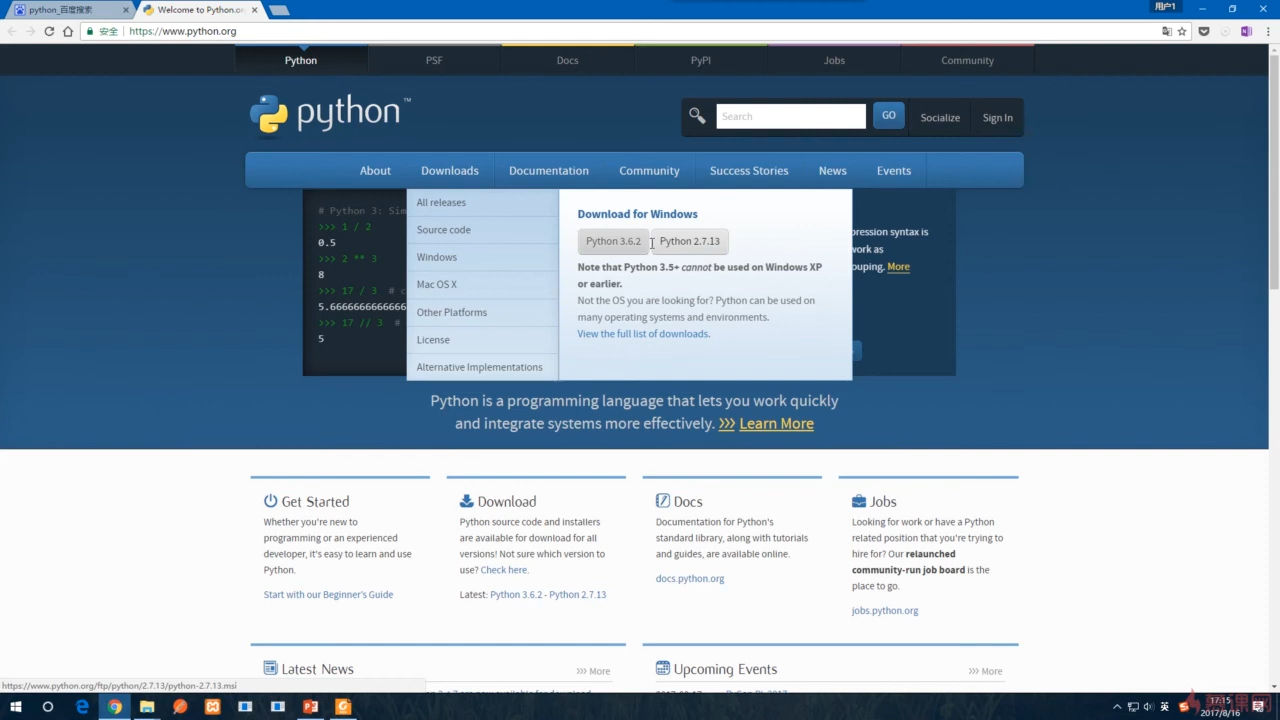 python_百度搜索
Welcome to Python.or
用户1
安全 https://www.python.org
Python PSF Docs PyPI Jobs Community
python™
Search GO Socialize Sign In
About Downloads Documentation Community Success Stories News Events
# Python 3: Sim
>>> 1 / 2
0.5
>>> 2 ** 3
8
>>> 17 / 3 # c
5.6666666666666
>>> 17 // 3 #
5
All releases
Source code
Windows
Mac OS X
Other Platforms
License
Alternative Implementations
Download for Windows
Python 3.6.2 Python 2.7.13
Note that Python 3.5+ cannot be used on Windows XP
or earlier.
Not the OS you are looking for? Python can be used on
many operating systems and environments.
View the full list of downloads.
pression syntax is
work as
ouping. More
Python is a programming language that lets you work quickly
and integrate systems more effectively. >>> Learn More
Get Started
Whether you're new to
programming or an experienced
developer, it's easy to learn and use
Python.
Start with our Beginner's Guide
Download
Python source code and installers
are available for download for all
versions! Not sure which version to
use? Check here.
Latest: Python 3.6.2 - Python 2.7.13
Docs
Documentation for Python's
standard library, along with tutorials
and guides, are available online.
docs.python.org
Jobs
Looking for work or have a Python
related position that you're trying to
hire for? Our relaunched
community-run job board is the
place to go.
jobs.python.org
Latest News >>> More
Upcoming Events >>> More
https://www.python.org/ftp/python/2.7.13/python-2.7.13.msi
英
17:15
2017/8/16